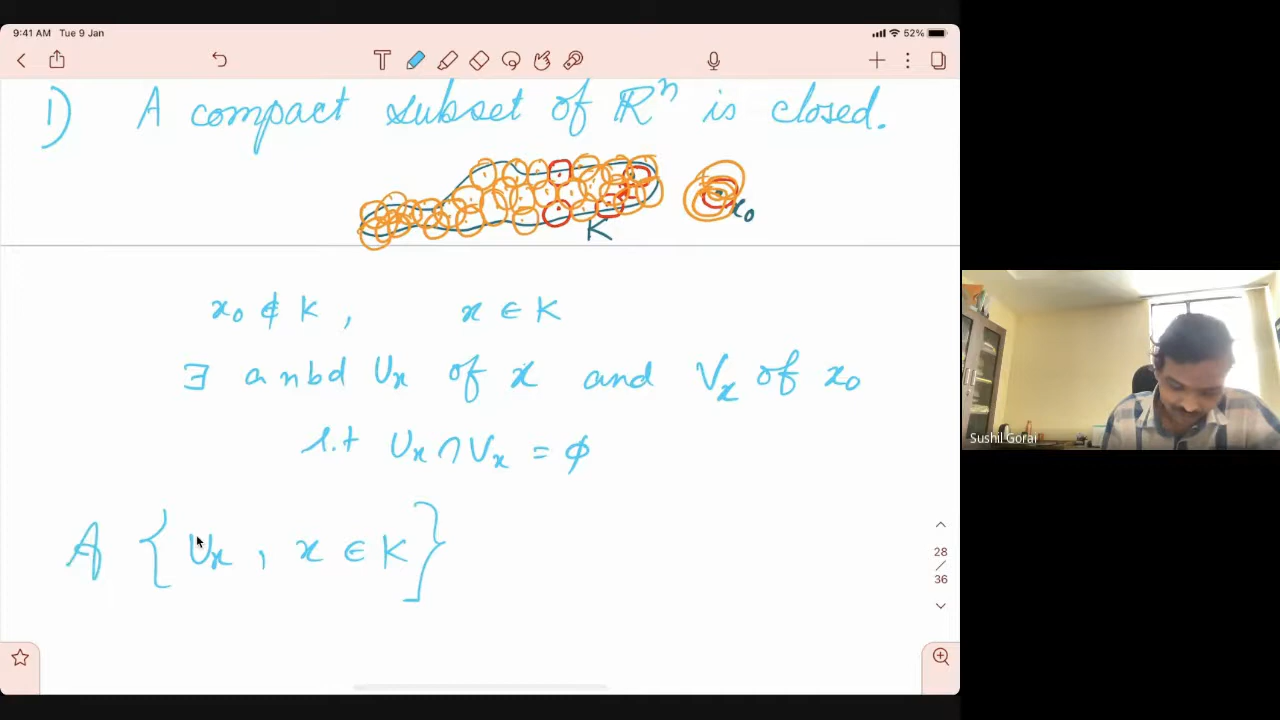 9:41 AM Tue 9 Jan
52%
1) A compact subset of ℝⁿ is closed.
K
x₀
x₀ ∉ K , x ∈ K
∃ a nbd Uₓ of x and Vₓ of x₀
s.t Uₓ ∩ Vₓ = ϕ
A { Uₓ , x ∈ K }
28
/
36
Sushil Gorai